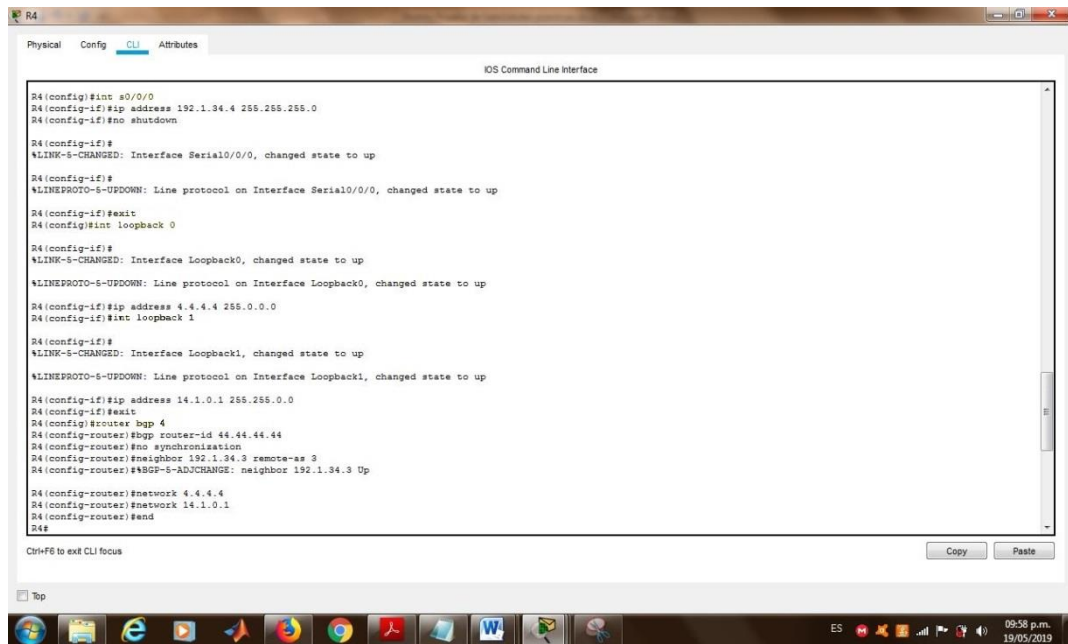 R4
Physical Config CLI Attributes
IOS Command Line Interface
R4(config)#int s0/0/0
R4(config-if)#ip address 192.1.34.4 255.255.255.0
R4(config-if)#no shutdown
R4(config-if)#
%LINK-5-CHANGED: Interface Serial0/0/0, changed state to up
R4(config-if)#
%LINEPROTO-5-UPDOWN: Line protocol on Interface Serial0/0/0, changed state to up
R4(config-if)#exit
R4(config)#int loopback 0
R4(config-if)#
%LINK-5-CHANGED: Interface Loopback0, changed state to up
%LINEPROTO-5-UPDOWN: Line protocol on Interface Loopback0, changed state to up
R4(config-if)#ip address 4.4.4.4 255.0.0.0
R4(config-if)#int loopback 1
R4(config-if)#
%LINK-5-CHANGED: Interface Loopback1, changed state to up
%LINEPROTO-5-UPDOWN: Line protocol on Interface Loopback1, changed state to up
R4(config-if)#ip address 14.1.0.1 255.255.0.0
R4(config-if)#exit
R4(config)#router bgp 4
R4(config-router)#bgp router-id 44.44.44.44
R4(config-router)#no synchronization
R4(config-router)#neighbor 192.1.34.3 remote-as 3
R4(config-router)#%BGP-5-ADJCHANGE: neighbor 192.1.34.3 Up
R4(config-router)#network 4.4.4.4
R4(config-router)#network 14.1.0.1
R4(config-router)#end
R4#
Ctrl+F6 to exit CLI focus
Copy Paste
Top
ES
09:58 p.m.
19/05/2019